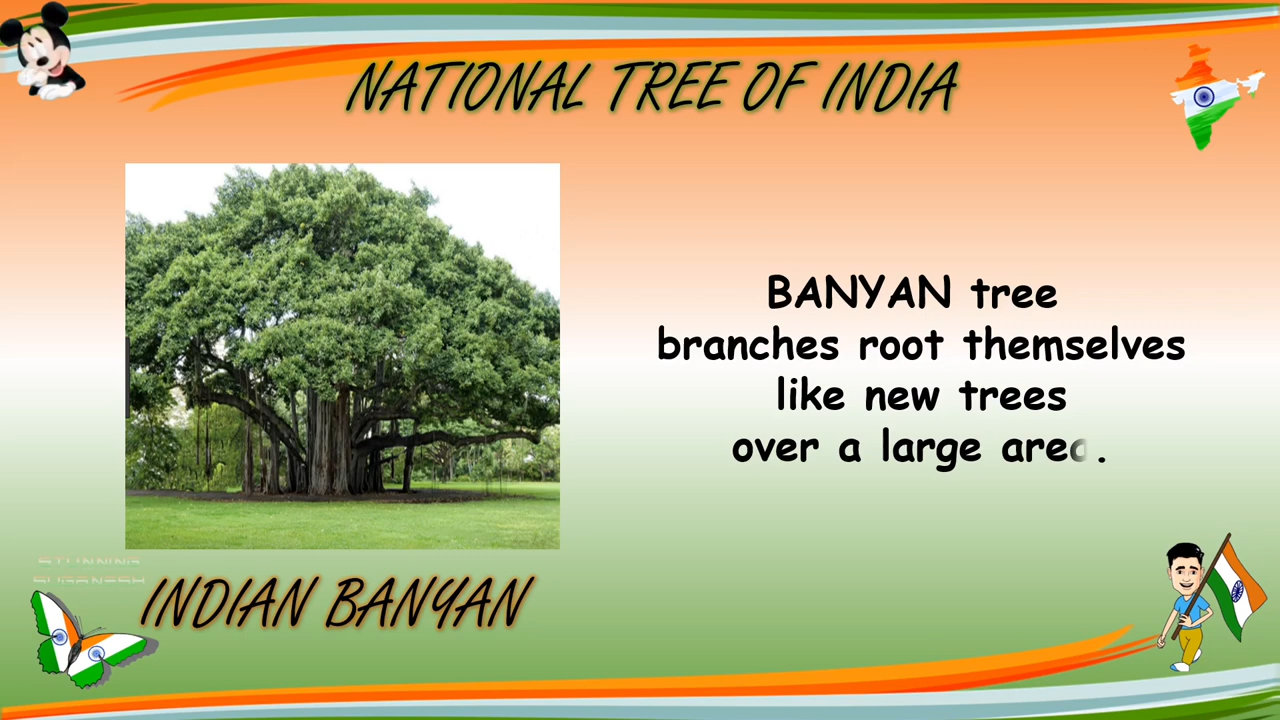 NATIONAL TREE OF INDIA
BANYAN tree
branches root themselves
like new trees
over a large area.
INDIAN BANYAN